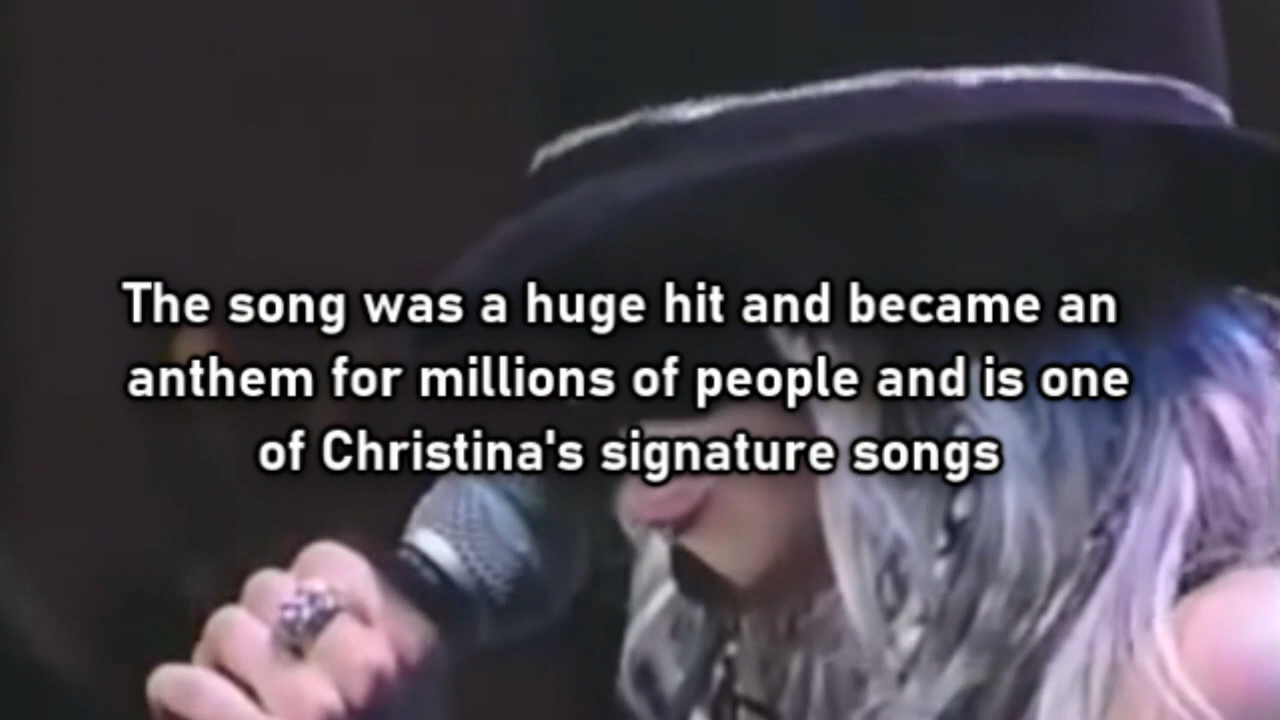 The song was a huge hit and became an
anthem for millions of people and is one
of Christina's signature songs